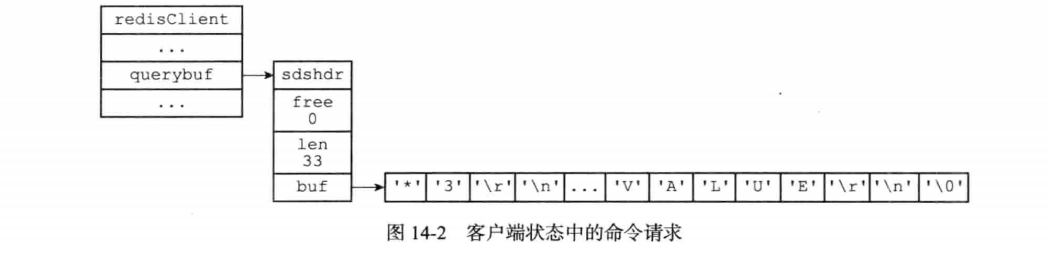 redisClient
...
querybuf
...
sdshdr
free
0
len
33
buf
'*' '3' '\r' '\n' ... 'V' 'A' 'L' 'U' 'E' '\r' '\n' '\0'
图 14-2 客户端状态中的命令请求